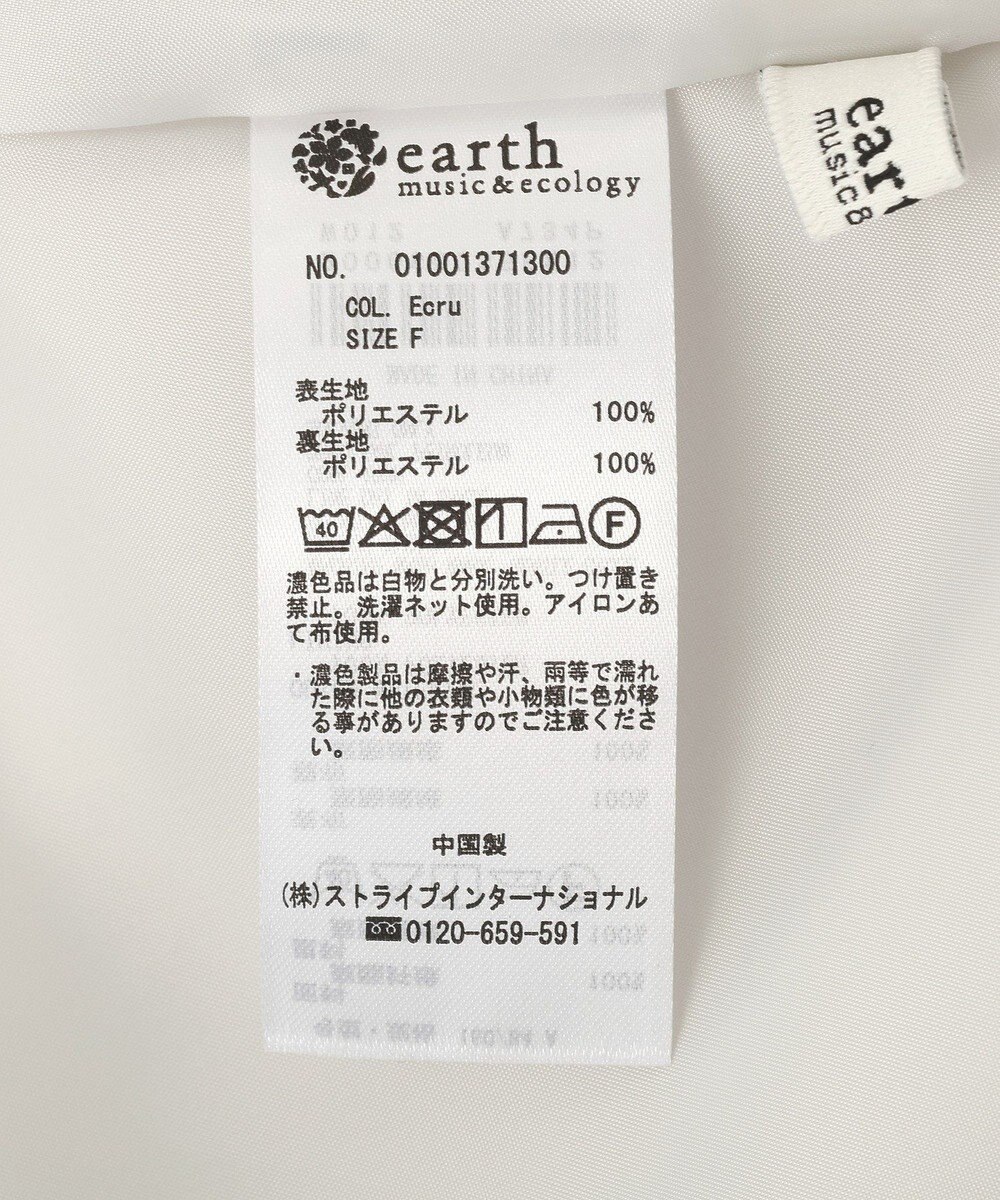 earth
music&ecology
ear
music&
NO. 01001371300
COL. Ecru
SIZE F
表生地
ポリエステル 100%
裏生地
ポリエステル 100%
40
F
濃色品は白物と分別洗い。つけ置き
禁止。洗濯ネット使用。アイロンあ
て布使用。
・濃色製品は摩擦や汗、雨等で濡れ
た際に他の衣類や小物類に色が移
る事がありますのでご注意くださ
い。
中国製
(株)ストライプインターナショナル
0120-659-591